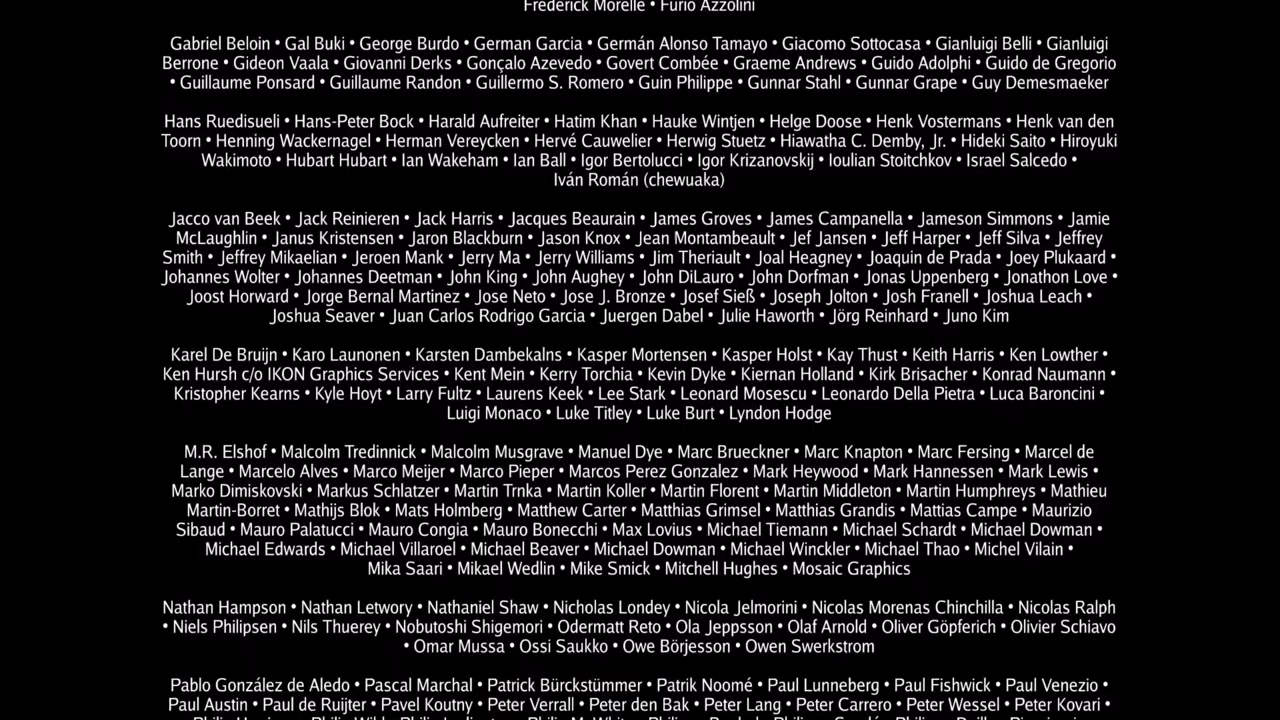 Frederick Morelle • Furio Azzolini
Gabriel Beloin • Gal Buki • George Burdo • German Garcia • Germán Alonso Tamayo • Giacomo Sottocasa • Gianluigi Belli • Gianluigi
Berrone • Gideon Vaala • Giovanni Derks • Gonçalo Azevedo • Govert Combée • Graeme Andrews • Guido Adolphi • Guido de Gregorio
• Guillaume Ponsard • Guillaume Randon • Guillermo S. Romero • Guin Philippe • Gunnar Stahl • Gunnar Grape • Guy Demesmaeker
Hans Ruedisueli • Hans-Peter Bock • Harald Aufreiter • Hatim Khan • Hauke Wintjen • Helge Doose • Henk Vostermans • Henk van den
Toorn • Henning Wackernagel • Herman Vereycken • Hervé Cauwelier • Herwig Stuetz • Hiawatha C. Demby, Jr. • Hideki Saito • Hiroyuki
Wakimoto • Hubart Hubart • Ian Wakeham • Ian Ball • Igor Bertolucci • Igor Krizanovskij • Ioulian Stoitchkov • Israel Salcedo •
Iván Román (chewuaka)
Jacco van Beek • Jack Reinieren • Jack Harris • Jacques Beaurain • James Groves • James Campanella • Jameson Simmons • Jamie
McLaughlin • Janus Kristensen • Jaron Blackburn • Jason Knox • Jean Montambeault • Jef Jansen • Jeff Harper • Jeff Silva • Jeffrey
Smith • Jeffrey Mikaelian • Jeroen Mank • Jerry Ma • Jerry Williams • Jim Theriault • Joal Heagney • Joaquin de Prada • Joey Plukaard •
Johannes Wolter • Johannes Deetman • John King • John Aughey • John DiLauro • John Dorfman • Jonas Uppenberg • Jonathon Love •
Joost Horward • Jorge Bernal Martinez • Jose Neto • Jose J. Bronze • Josef Sieß • Joseph Jolton • Josh Franell • Joshua Leach •
Joshua Seaver • Juan Carlos Rodrigo Garcia • Juergen Dabel • Julie Haworth • Jörg Reinhard • Juno Kim
Karel De Bruijn • Karo Launonen • Karsten Dambekalns • Kasper Mortensen • Kasper Holst • Kay Thust • Keith Harris • Ken Lowther •
Ken Hursh c/o IKON Graphics Services • Kent Mein • Kerry Torchia • Kevin Dyke • Kiernan Holland • Kirk Brisacher • Konrad Naumann •
Kristopher Kearns • Kyle Hoyt • Larry Fultz • Laurens Keek • Lee Stark • Leonard Mosescu • Leonardo Della Pietra • Luca Baroncini •
Luigi Monaco • Luke Titley • Luke Burt • Lyndon Hodge
M.R. Elshof • Malcolm Tredinnick • Malcolm Musgrave • Manuel Dye • Marc Brueckner • Marc Knapton • Marc Fersing • Marcel de
Lange • Marcelo Alves • Marco Meijer • Marco Pieper • Marcos Perez Gonzalez • Mark Heywood • Mark Hannessen • Mark Lewis •
Marko Dimiskovski • Markus Schlatzer • Martin Trnka • Martin Koller • Martin Florent • Martin Middleton • Martin Humphreys • Mathieu
Martin-Borret • Mathijs Blok • Mats Holmberg • Matthew Carter • Matthias Grimsel • Matthias Grandis • Mattias Campe • Maurizio
Sibaud • Mauro Palatucci • Mauro Congia • Mauro Bonecchi • Max Lovius • Michael Tiemann • Michael Schardt • Michael Dowman •
Michael Edwards • Michael Villaroel • Michael Beaver • Michael Dowman • Michael Winckler • Michael Thao • Michel Vilain •
Mika Saari • Mikael Wedlin • Mike Smick • Mitchell Hughes • Mosaic Graphics
Nathan Hampson • Nathan Letwory • Nathaniel Shaw • Nicholas Londey • Nicola Jelmorini • Nicolas Morenas Chinchilla • Nicolas Ralph
• Niels Philipsen • Nils Thuerey • Nobutoshi Shigemori • Odermatt Reto • Ola Jeppsson • Olaf Arnold • Oliver Göpferich • Olivier Schiavo
• Omar Mussa • Ossi Saukko • Owe Börjesson • Owen Swerkstrom
Pablo González de Aledo • Pascal Marchal • Patrick Bürckstümmer • Patrik Noomé • Paul Lunneberg • Paul Fishwick • Paul Venezio •
Paul Austin • Paul de Ruijter • Pavel Koutny • Peter Verrall • Peter den Bak • Peter Lang • Peter Carrero • Peter Wessel • Peter Kovari •